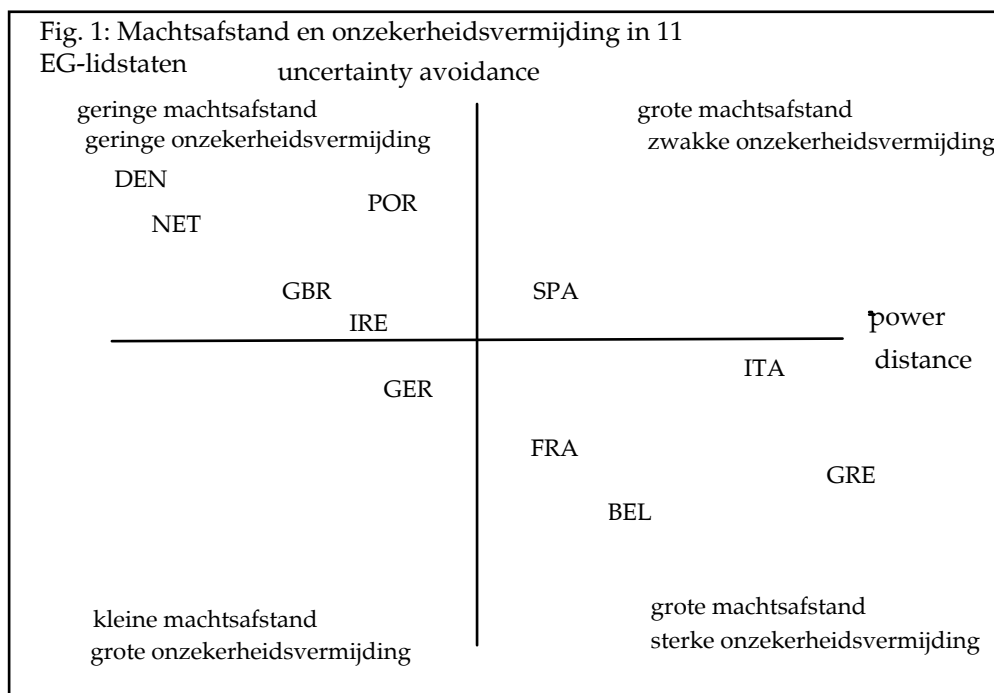 Fig. 1: Machtsafstand en onzekerheidsvermijding in 11
EG-lidstaten
uncertainty avoidance
geringe machtsafstand
geringe onzekerheidsvermijding
grote machtsafstand
zwakke onzekerheidsvermijding
DEN
POR
NET
GBR
SPA
IRE
power
distance
ITA
GER
FRA
GRE
BEL
kleine machtsafstand
grote onzekerheidsvermijding
grote machtsafstand
sterke onzekerheidsvermijding